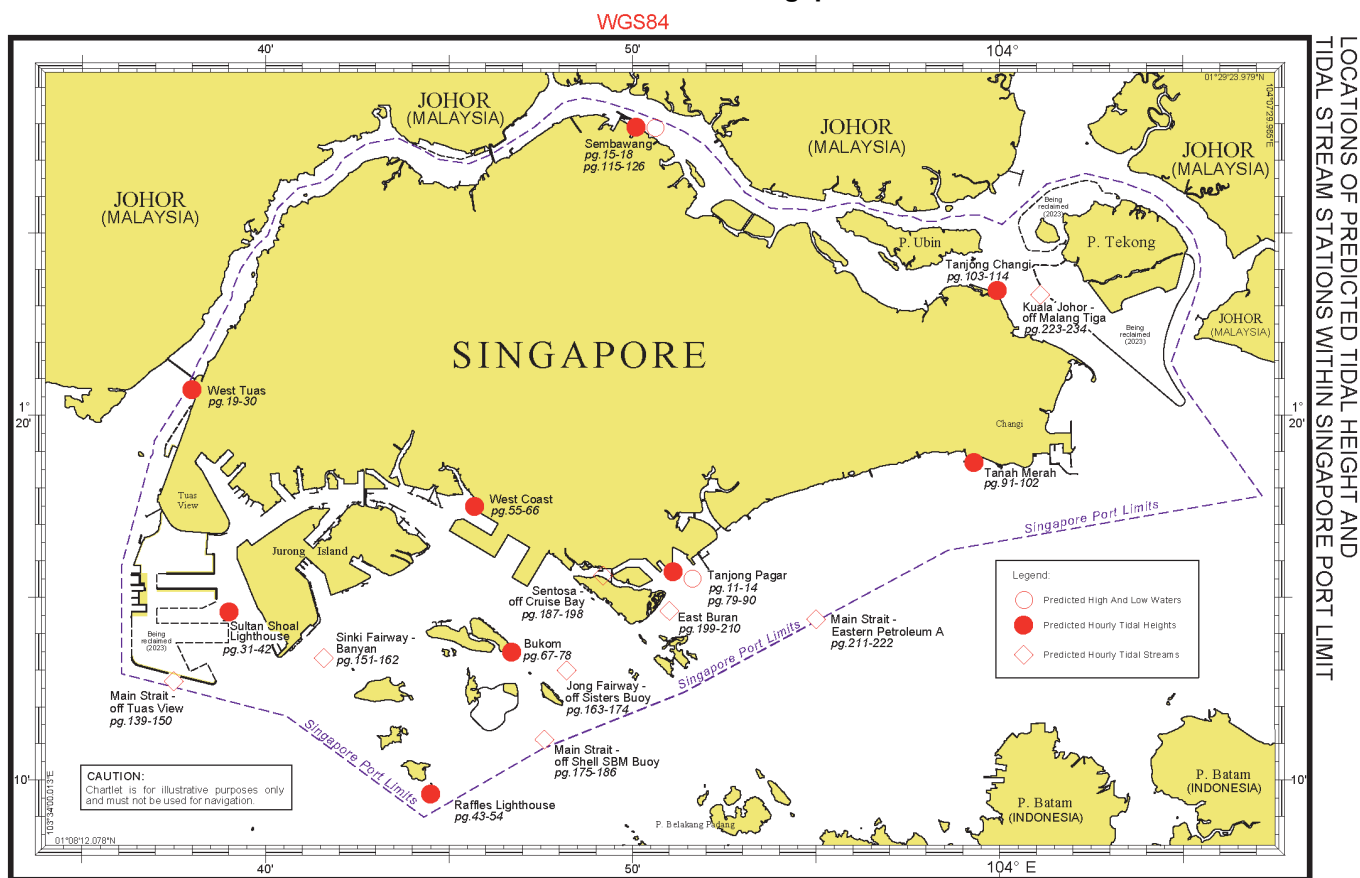 WGS84
40'
50'
104°
01°29'23.979"N
104°07'29.985"E
LOCATIONS OF PREDICTED TIDAL HEIGHT AND
TIDAL STREAM STATIONS WITHIN SINGAPORE PORT LIMIT
JOHOR
(MALAYSIA)
JOHOR
(MALAYSIA)
JOHOR
(MALAYSIA)
JOHOR
(MALAYSIA)
Sembawang
pg.15-18
pg.115-126
Being
reclaimed
(2023)
P. Ubin
P. Tekong
Tanjong Changi
pg.103-114
Kuala Johor -
off Malang Tiga
pg.223-234
Being
reclaimed
(2023)
JOHOR
(MALAYSIA)
SINGAPORE
West Tuas
pg.19-30
1°
20'
1°
20'
Changi
Tanah Merah
pg.91-102
Tuas
View
West Coast
pg.55-66
Singapore Port Limits
Jurong Island
Tanjong Pagar
pg.11-14
pg.79-90
Sentosa -
off Cruise Bay
pg.187-198
East Buran
pg.199-210
Main Strait -
Eastern Petroleum A
pg.211-222
Legend:
Predicted High And Low Waters
Predicted Hourly Tidal Heights
Predicted Hourly Tidal Streams
Being
reclaimed
(2023)
Sultan Shoal
Lighthouse
pg.31-42
Sinki Fairway -
Banyan
pg.151-162
Bukom
pg.67-78
Singapore Port Limits
Jong Fairway -
off Sisters Buoy
pg.163-174
Main Strait -
off Tuas View
pg.139-150
Singapore Port Limits
Main Strait -
off Shell SBM Buoy
pg.175-186
CAUTION:
Chartlet is for illustrative purposes only
and must not be used for navigation.
Raffles Lighthouse
pg.43-54
P. Belakang Padang
P. Batam
(INDONESIA)
P. Batam
(INDONESIA)
10'
10'
103°34'00.013"E
01°08'12.078"N
40'
50'
104° E